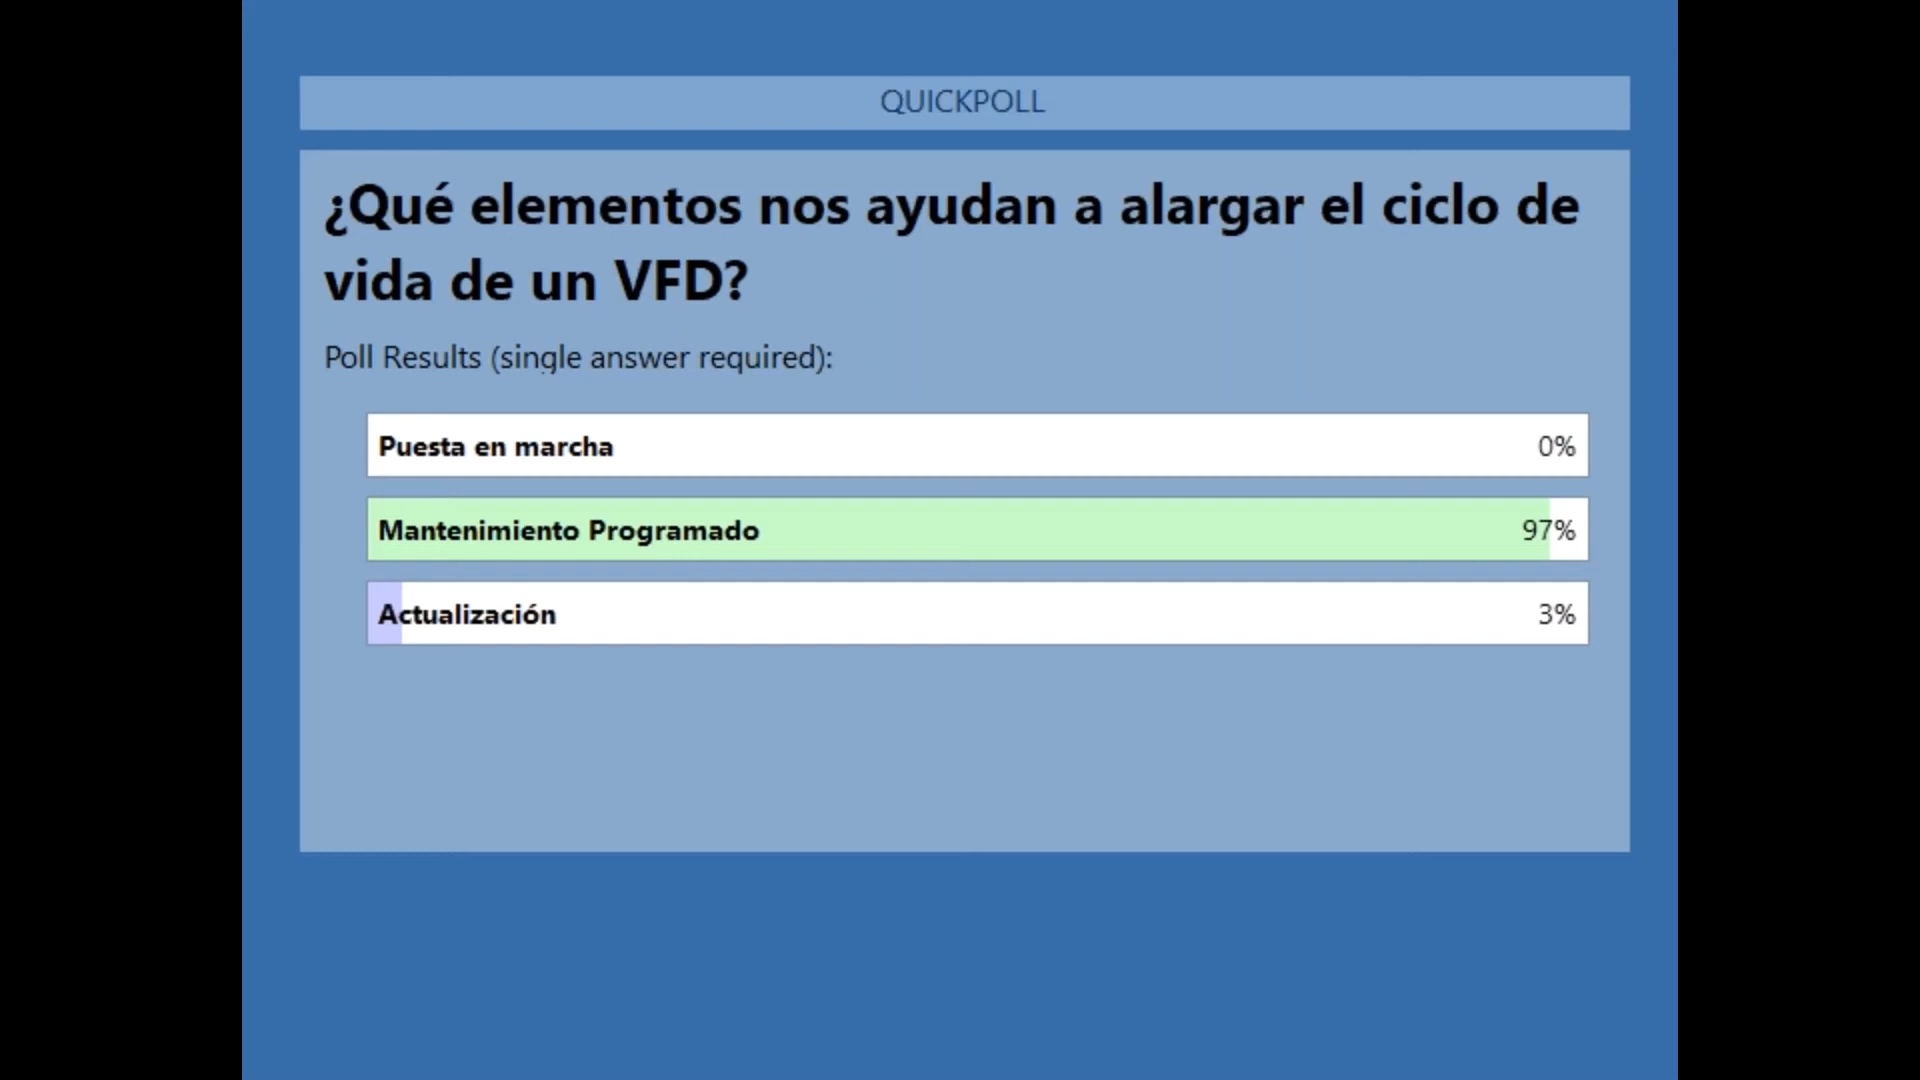 QUICKPOLL
¿Qué elementos nos ayudan a alargar el ciclo de
vida de un VFD?
Poll Results (single answer required):
Puesta en marcha 0%
Mantenimiento Programado 97%
Actualización 3%